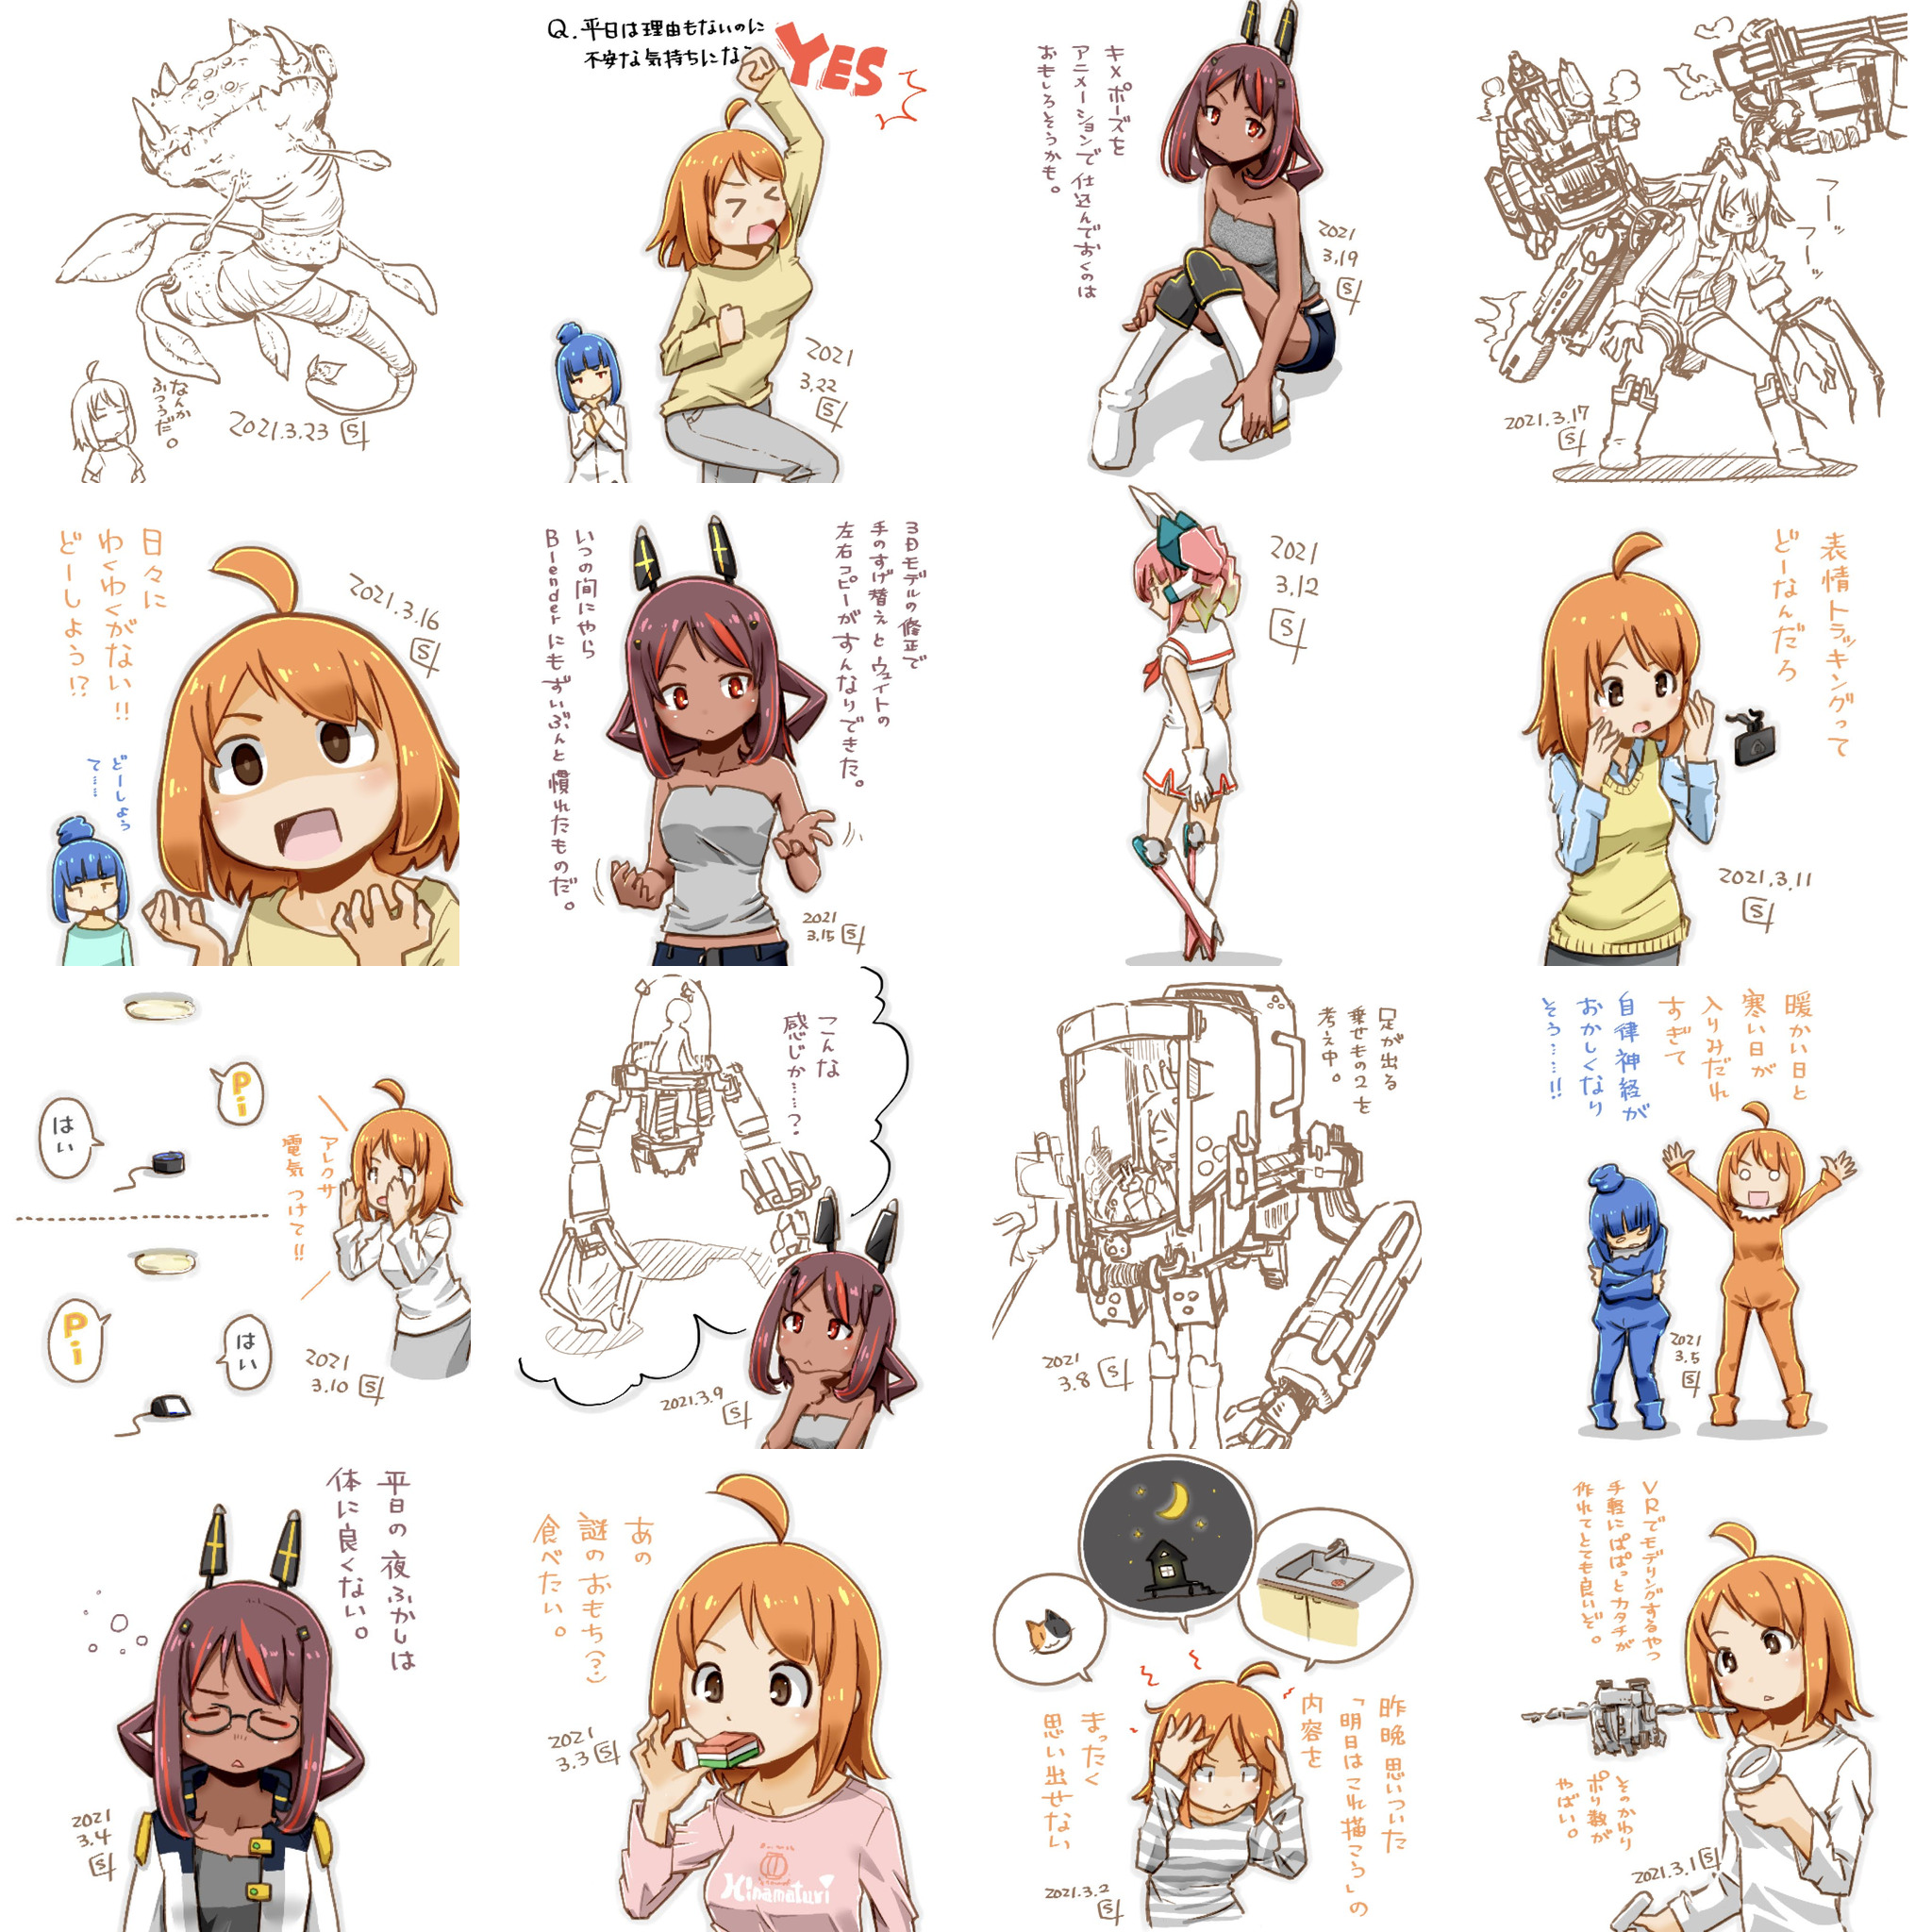 なんか
ふつうだ。
2021.3.23 S
Q.平日は理由もないのに
不安な気持ちになる
YES
2021
3.22
S
キメポーズを
アニメーションで仕込んでおくのは
おもしろそうかも。
2021
3.19
S
フーッ
フーッ
2021.3.17
S
日々に
わくわくがない!!
どーしよう!?
どーしよう
て……
2021.3.16
S
3Dモデルの修正で
手のすげ替えとウェイトの
左右コピーがすんなりできた。
いつの間にやら
Blenderにもずいぶんと慣れたものだ。
2021
3.15 S
2021
3.12
S
表情トラッキングって
どーなんだろ
2021.3.11
S
Pi
はい
アレクサ
電気つけて!!
Pi
はい
2021
3.10 S
こんな
感じか……?
2021.3.9
S
足が出る
乗せもの2を
考え中。
2021
3.8 S
暖かい日と
寒い日が
入りみだれ
すぎて
自律神経が
おかしくなり
そう……!!
2021
3.5
S
平日の夜ふかしは
体に良くない。
2021
3.4
S
あの
謎のおもち(?)
食べたい。
2021
3.3 S
Hinamaturi
昨晩思いついた
「明日はこれ描こう」の
内容を
まったく
思い出せない
2021.3.2
S
VRでモデリングするやつ
手軽にぱぱっとカタチが
作れてとても良いぞ。
そのかわり
ポリ数が
やばい。
2021.3.1 S